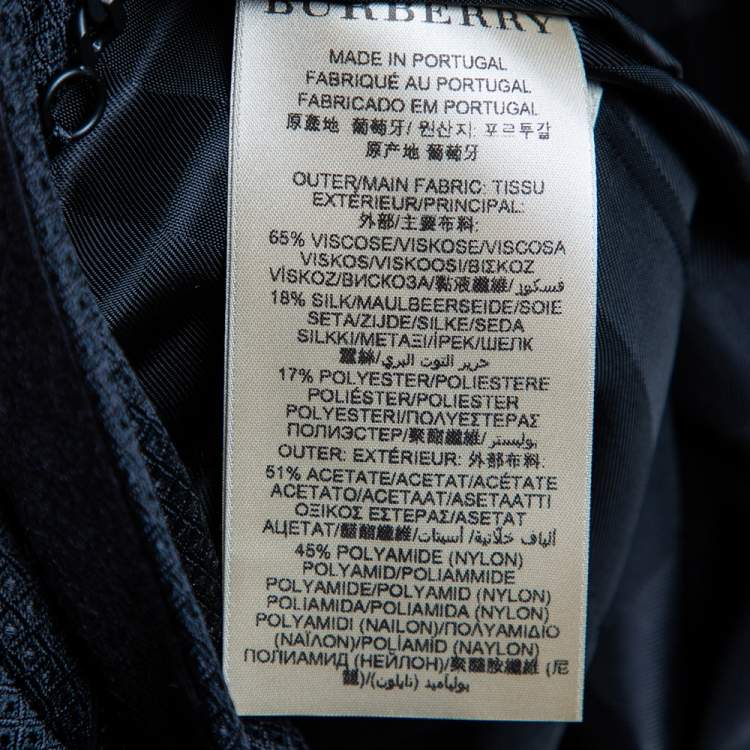 BURBERRY
MADE IN PORTUGAL
FABRIQUÉ AU PORTUGAL
FABRICADO EM PORTUGAL
原產地 葡萄牙/ 원산지: 포르투갈
原产地 葡萄牙
OUTER/MAIN FABRIC: TISSU
EXTÉRIEUR/PRINCIPAL:
外部/主要布料:
65% VISCOSE/VISKOSE/VISCOSA
VISKOS/VISKOOSI/ΒΙΣΚΟΖ
VİSKOZ/ВИСКОЗА/黏液纖維/فسكوز
18% SILK/MAULBEERSEIDE/SOIE
SETA/ZIJDE/SILKE/SEDA
SILKKI/ΜΕΤΑΞΙ/İPEK/ШЕЛК
蠶絲/حرير التوت البري
17% POLYESTER/POLIESTERE
POLIÉSTER/POLIESTER
POLYESTERI/ΠΟΛΥΕΣΤΕΡΑΣ
ПОЛИЭСТЕР/聚酯纖維/بوليستر
OUTER: EXTÉRIEUR: 外部布料:
51% ACETATE/ACETAT/ACÉTATE
ACETATO/ACETAAT/ASETAATTI
ΟΞΙΚΟΣ ΕΣΤΕΡΑΣ/ASETAT
АЦЕТАТ/醋酯纖維/ألياف خلاتية/ أسيتات
45% POLYAMIDE (NYLON)
POLYAMID/POLIAMMIDE
POLYAMIDE/POLYAMID (NYLON)
POLIAMIDA/POLIAMIDA (NYLON)
POLYAMIDI (NAILON)/ΠΟΛΥΑΜΙΔΙΟ
(ΝΑΪΛΟΝ)/POLİAMİD (NAYLON)
ПОЛИАМИД (НЕЙЛОН)/聚醯胺纖維 (尼
龍)/بولياميد (نايلون)